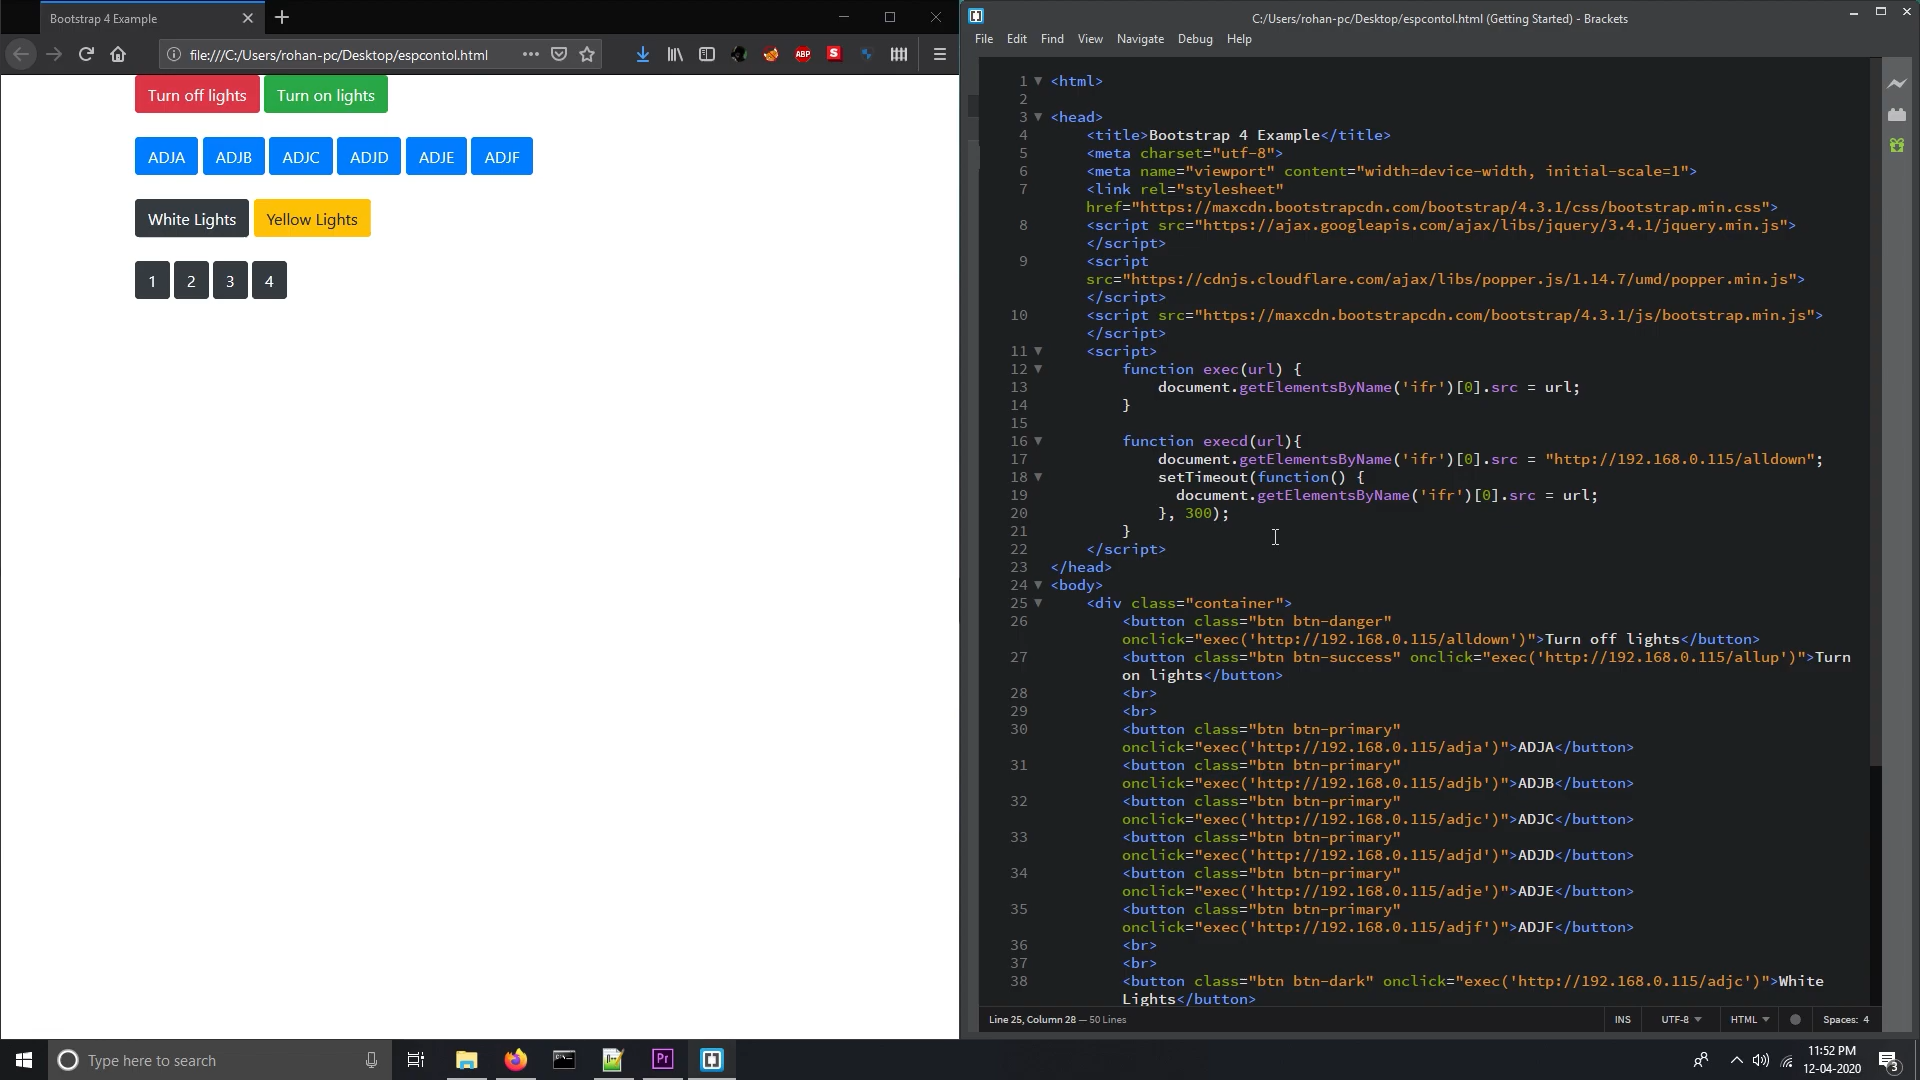 Bootstrap 4 Example
file:///C:/Users/rohan-pc/Desktop/espcontol.html
ABP
S
Turn off lights
Turn on lights
ADJA
ADJB
ADJC
ADJD
ADJE
ADJF
White Lights
Yellow Lights
1
2
3
4
C:/Users/rohan-pc/Desktop/espcontol.html (Getting Started) - Brackets
File Edit Find View Navigate Debug Help
1 <html>
2
3 <head>
4 <title>Bootstrap 4 Example</title>
5 <meta charset="utf-8">
6 <meta name="viewport" content="width=device-width, initial-scale=1">
7 <link rel="stylesheet"
href="https://maxcdn.bootstrapcdn.com/bootstrap/4.3.1/css/bootstrap.min.css">
8 <script src="https://ajax.googleapis.com/ajax/libs/jquery/3.4.1/jquery.min.js">
</script>
9 <script
src="https://cdnjs.cloudflare.com/ajax/libs/popper.js/1.14.7/umd/popper.min.js">
</script>
10 <script src="https://maxcdn.bootstrapcdn.com/bootstrap/4.3.1/js/bootstrap.min.js">
</script>
11 <script>
12 function exec(url) {
13 document.getElementsByName('ifr')[0].src = url;
14 }
15
16 function execd(url){
17 document.getElementsByName('ifr')[0].src = "http://192.168.0.115/alldown";
18 setTimeout(function() {
19 document.getElementsByName('ifr')[0].src = url;
20 }, 300);
21 }
22 </script>
23 </head>
24 <body>
25 <div class="container">
26 <button class="btn btn-danger"
onclick="exec('http://192.168.0.115/alldown')">Turn off lights</button>
27 <button class="btn btn-success" onclick="exec('http://192.168.0.115/allup')">Turn
on lights</button>
28 <br>
29 <br>
30 <button class="btn btn-primary"
onclick="exec('http://192.168.0.115/adja')">ADJA</button>
31 <button class="btn btn-primary"
onclick="exec('http://192.168.0.115/adjb')">ADJB</button>
32 <button class="btn btn-primary"
onclick="exec('http://192.168.0.115/adjc')">ADJC</button>
33 <button class="btn btn-primary"
onclick="exec('http://192.168.0.115/adjd')">ADJD</button>
34 <button class="btn btn-primary"
onclick="exec('http://192.168.0.115/adje')">ADJE</button>
35 <button class="btn btn-primary"
onclick="exec('http://192.168.0.115/adjf')">ADJF</button>
36 <br>
37 <br>
38 <button class="btn btn-dark" onclick="exec('http://192.168.0.115/adjc')">White
Lights</button>
Line 25, Column 28 — 50 Lines
INS UTF-8 HTML Spaces: 4
Type here to search
Pr
11:52 PM
12-04-2020
3